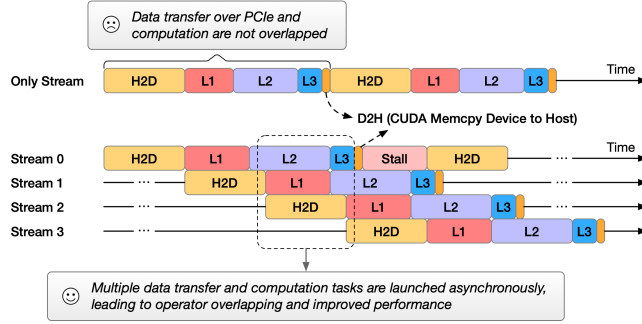 Data transfer over PCIe and
computation are not overlapped
Only Stream H2D L1 L2 L3 H2D L1 L2 L3 Time
D2H (CUDA Memcpy Device to Host)
Stream 0 H2D L1 L2 L3 Stall H2D ... Time
Stream 1 ... H2D L1 L2 L3 ...
Stream 2 ... H2D L1 L2 L3 ...
Stream 3 ... H2D L1 L2 L3
Multiple data transfer and computation tasks are launched asynchronously,
leading to operator overlapping and improved performance